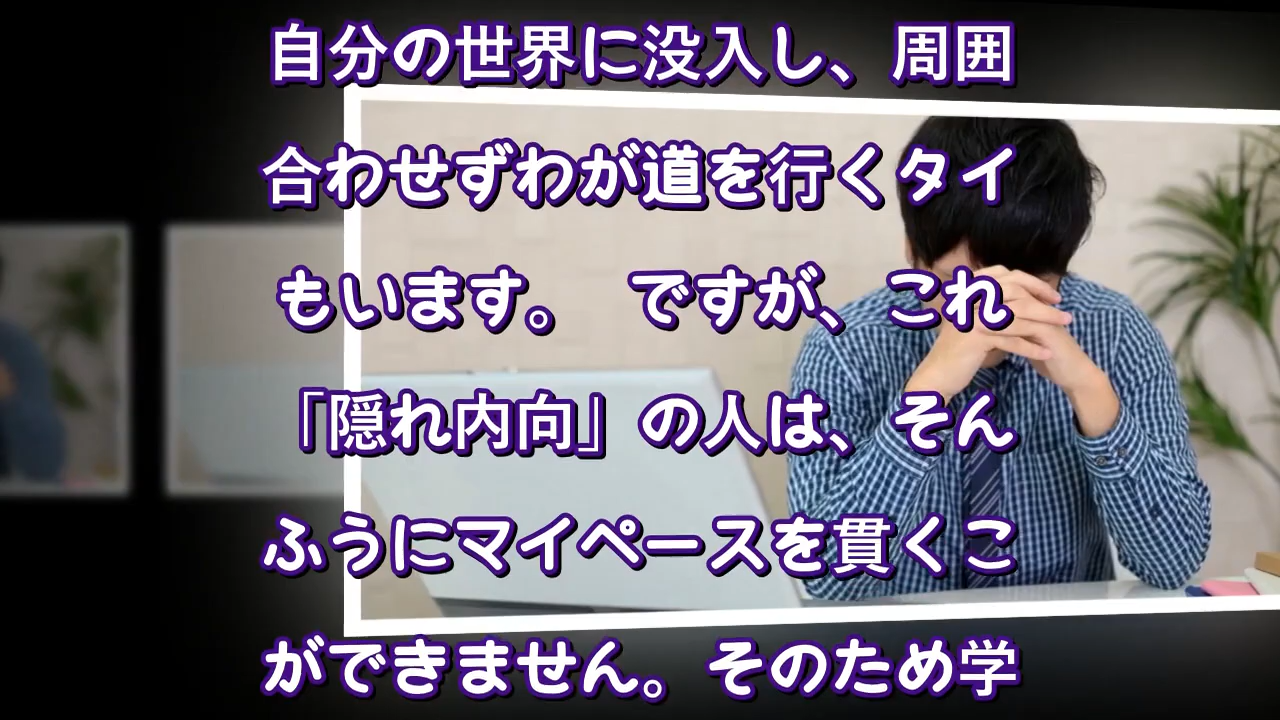 自分の世界に没入し、周囲
合わせずわが道を行くタイ
もいます。　ですが、これ
「隠れ内向」の人は、そん
ふうにマイペースを貫くこ
ができません。そのため学